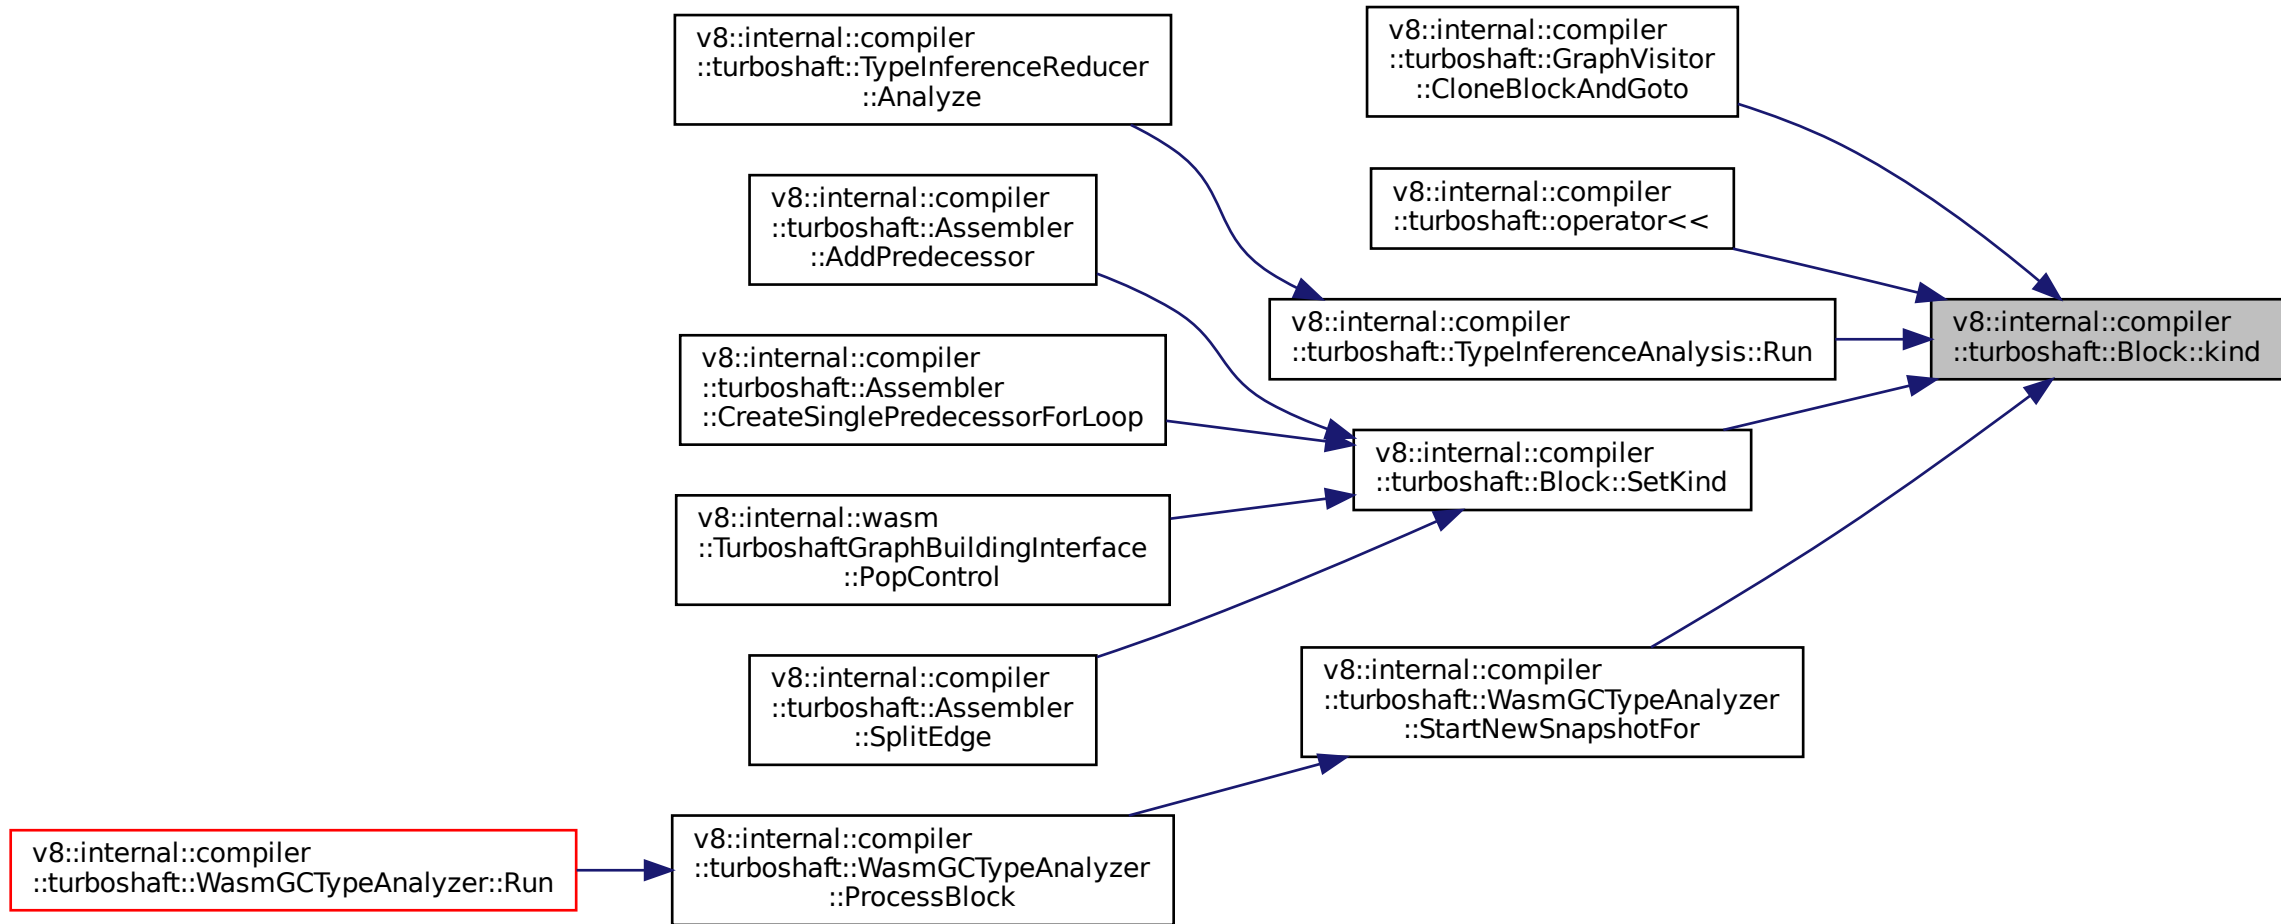 v8::internal::compiler
::turboshaft::TypeInferenceReducer
::Analyze
v8::internal::compiler
::turboshaft::GraphVisitor
::CloneBlockAndGoto
v8::internal::compiler
::turboshaft::Assembler
::AddPredecessor
v8::internal::compiler
::turboshaft::operator<<
v8::internal::compiler
::turboshaft::TypeInferenceAnalysis::Run
v8::internal::compiler
::turboshaft::Block::kind
v8::internal::compiler
::turboshaft::Assembler
::CreateSinglePredecessorForLoop
v8::internal::compiler
::turboshaft::Block::SetKind
v8::internal::wasm
::TurboshaftGraphBuildingInterface
::PopControl
v8::internal::compiler
::turboshaft::Assembler
::SplitEdge
v8::internal::compiler
::turboshaft::WasmGCTypeAnalyzer
::StartNewSnapshotFor
v8::internal::compiler
::turboshaft::WasmGCTypeAnalyzer::Run
v8::internal::compiler
::turboshaft::WasmGCTypeAnalyzer
::ProcessBlock